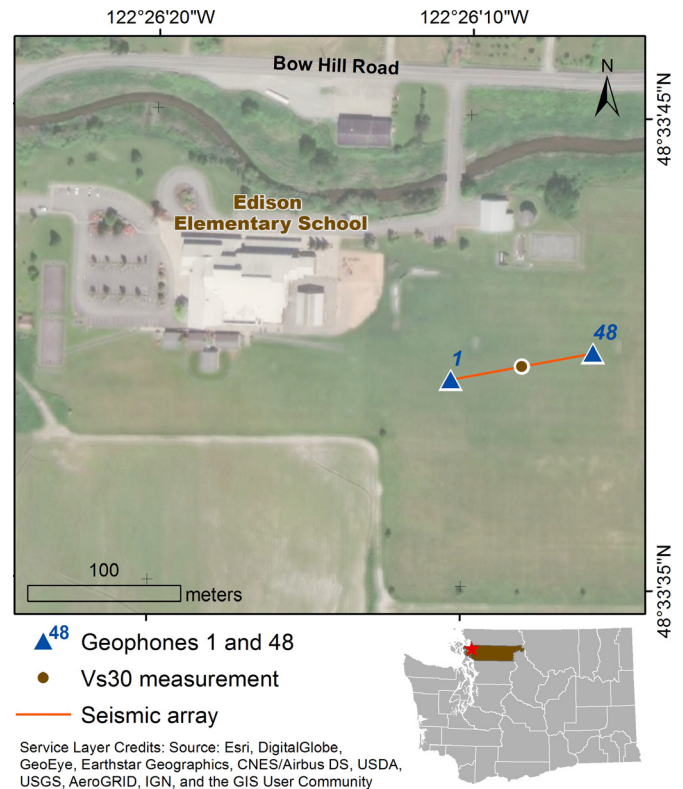 122°26'20"W
122°26'10"W
Bow Hill Road
N
48°33'45"N
Edison
Elementary School
1
48
48°33'35"N
100
meters
48
Geophones 1 and 48
Vs30 measurement
Seismic array
Service Layer Credits: Source: Esri, DigitalGlobe,
GeoEye, Earthstar Geographics, CNES/Airbus DS, USDA,
USGS, AeroGRID, IGN, and the GIS User Community